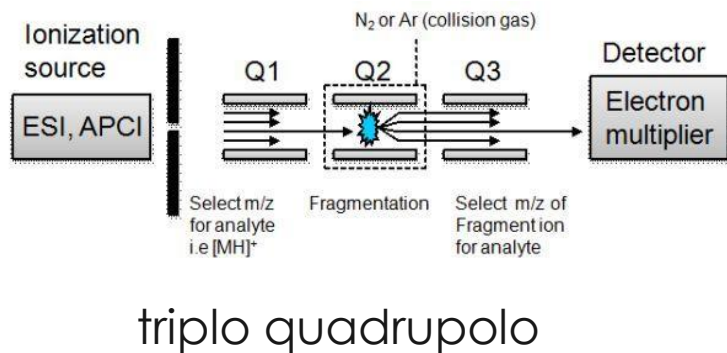 N₂ or Ar (collision gas)
Ionization
source
Q1
Q2
Q3
Detector
ESI, APCI
Electron
multiplier
Select m/z
for analyte
i.e [MH]⁺
Fragmentation
Select m/z of
Fragment ion
for analyte
triplo quadrupolo